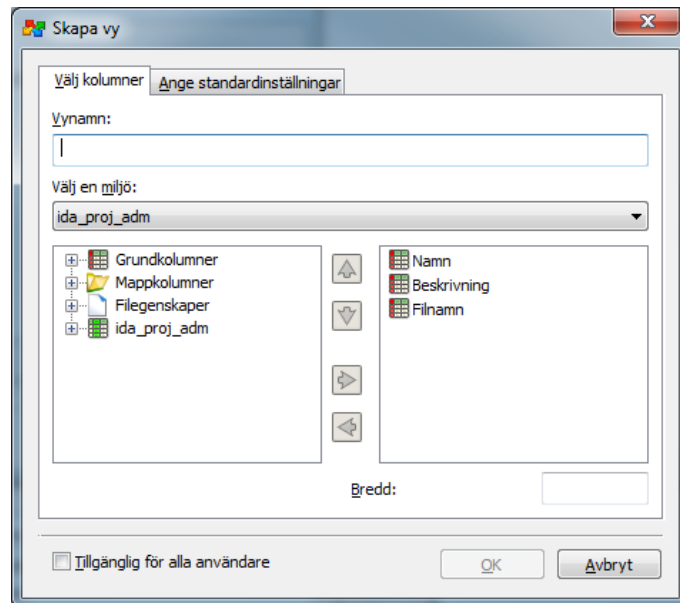 Skapa vy
Välj kolumner Ange standardinställningar
Vynamn:
Välj en miljö:
ida_proj_adm
Grundkolumner
Mappkolumner
Filegenskaper
ida_proj_adm
Namn
Beskrivning
Filnamn
Bredd:
Tillgänglig för alla användare
OK Avbryt